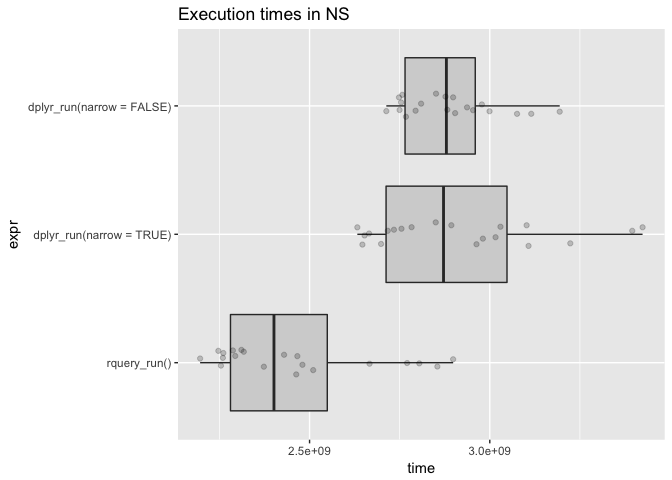 Execution times in NS
dplyr_run(narrow = FALSE)
dplyr_run(narrow = TRUE)
rquery_run()
expr
2.5e+09
3.0e+09
time